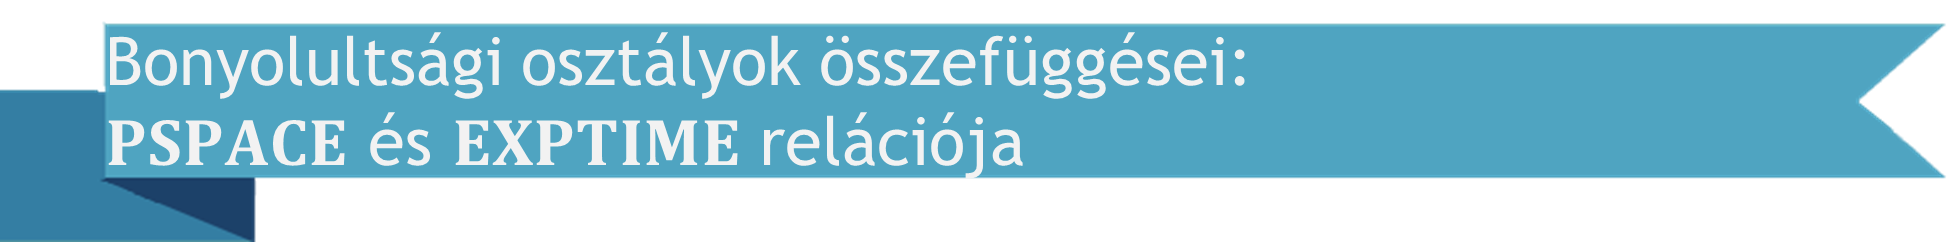 Bonyolultsági osztályok összefüggései:
PSPACE és EXPTIME relációja